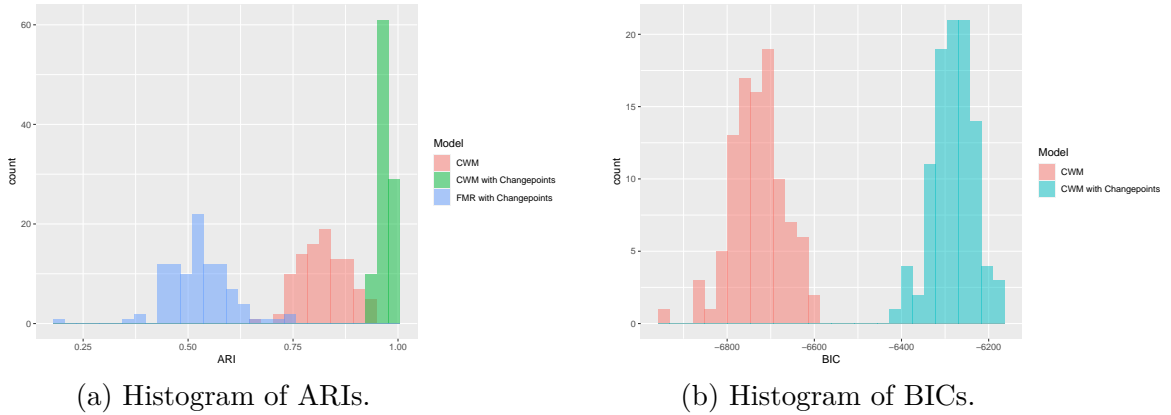 60
40
20
0
count
0.25 0.50 0.75 1.00
ARI
Model
CWM
CWM with Changepoints
FMR with Changepoints
(a) Histogram of ARIs.
20
15
10
5
0
count
−6800 −6600 −6400 −6200
BIC
Model
CWM
CWM with Changepoints
(b) Histogram of BICs.